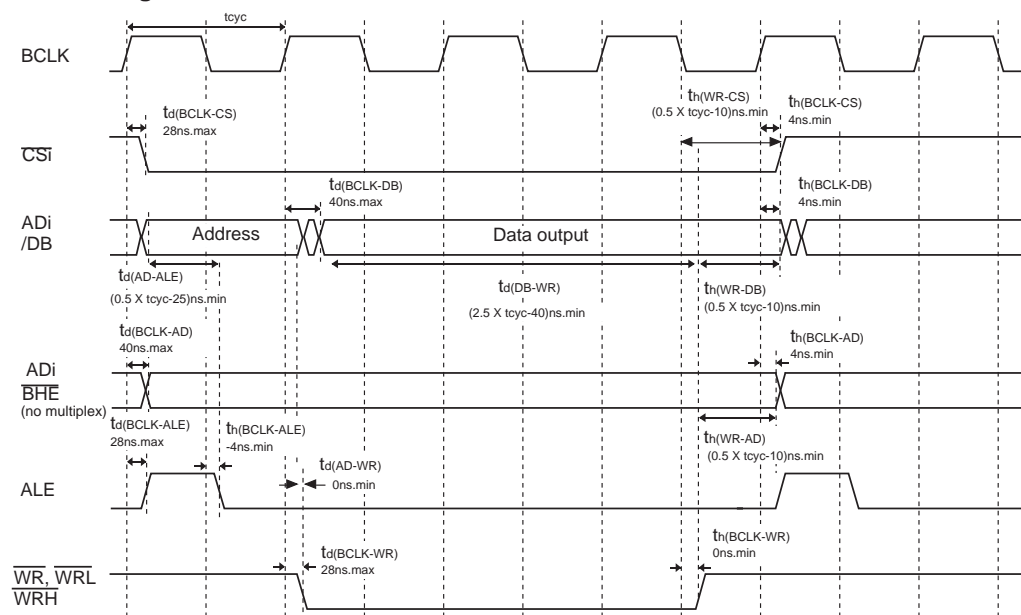 tcyc
BCLK
td(BCLK-CS)
28ns.max
th(WR-CS)
(0.5 X tcyc-10)ns.min
th(BCLK-CS)
4ns.min
CSi
td(BCLK-DB)
40ns.max
th(BCLK-DB)
4ns.min
ADi
/DB
Address
Data output
td(AD-ALE)
(0.5 X tcyc-25)ns.min
td(DB-WR)
(2.5 X tcyc-40)ns.min
th(WR-DB)
(0.5 X tcyc-10)ns.min
td(BCLK-AD)
40ns.max
th(BCLK-AD)
4ns.min
ADi
BHE
(no multiplex)
td(BCLK-ALE)
28ns.max
th(BCLK-ALE)
-4ns.min
th(WR-AD)
(0.5 X tcyc-10)ns.min
td(AD-WR)
0ns.min
ALE
td(BCLK-WR)
28ns.max
th(BCLK-WR)
0ns.min
WR, WRL
WRH